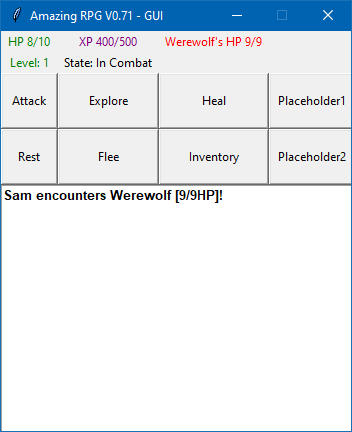 Amazing RPG V0.71 - GUI
HP 8/10 XP 400/500 Werewolf's HP 9/9
Level: 1 State: In Combat
Attack Explore Heal Placeholder1
Rest Flee Inventory Placeholder2
Sam encounters Werewolf [9/9HP]!